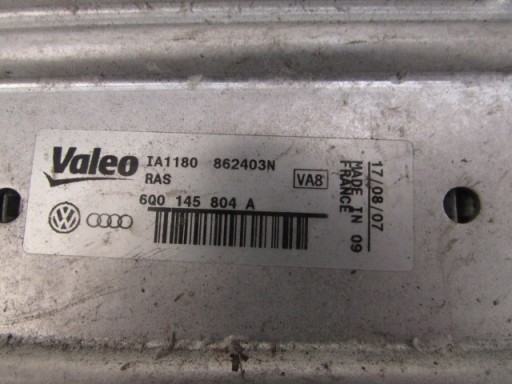 Valeo IA1180 862403N
RAS VA8
6Q0 145 804 A
17/08/07
MADE IN 09
FRANCE